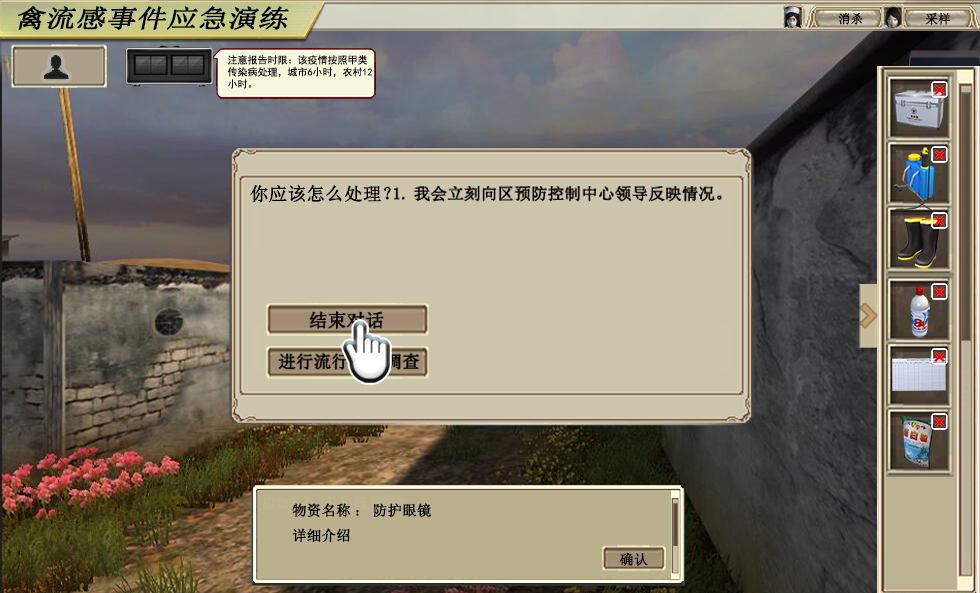 禽流感事件应急演练
消杀
采样
注意报告时限：该疫情按照甲类
传染病处理，城市6小时，农村12
小时。
你应该怎么处理?1. 我会立刻向区预防控制中心领导反映情况。
结束对话
进行流行 调查
物资名称： 防护眼镜
详细介绍
确认